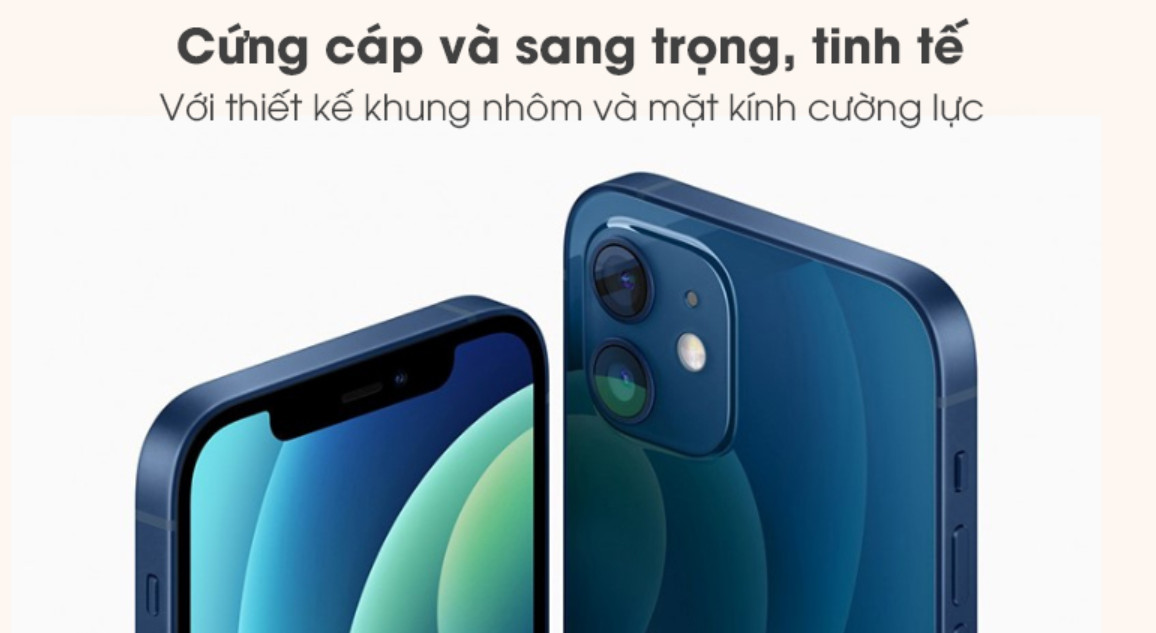 Cứng cáp và sang trọng, tinh tế
Với thiết kế khung nhôm và mặt kính cường lực